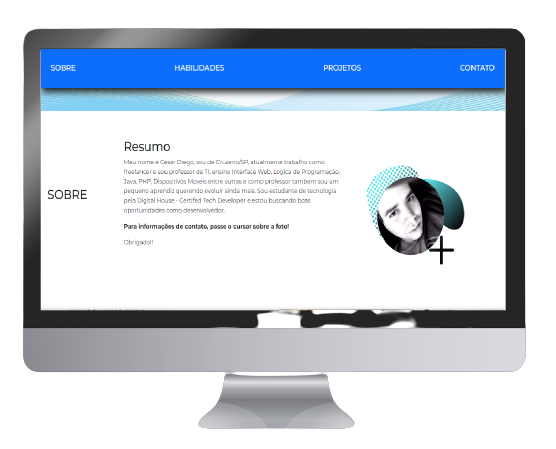 SOBRE HABILIDADES PROJETOS CONTATO
Resumo
Meu nome é César Diego, sou de Cruzeiro/SP, atualmente trabalho como
freelancer e sou professor de TI, ensino Interface Web, Logica de Programação,
Java, PHP, Dispositivos Moveis entre outras e como professor tambem sou um
pequeno aprendiz querendo evoluir ainda mais. Sou estudante de tecnologia
pela Digital House - Certifed Tech Developer e estou buscando boas
oportunidades como desenvolvedor.
SOBRE
Para informações de contato, passe o cursor sobre a foto!
Obrigado!!